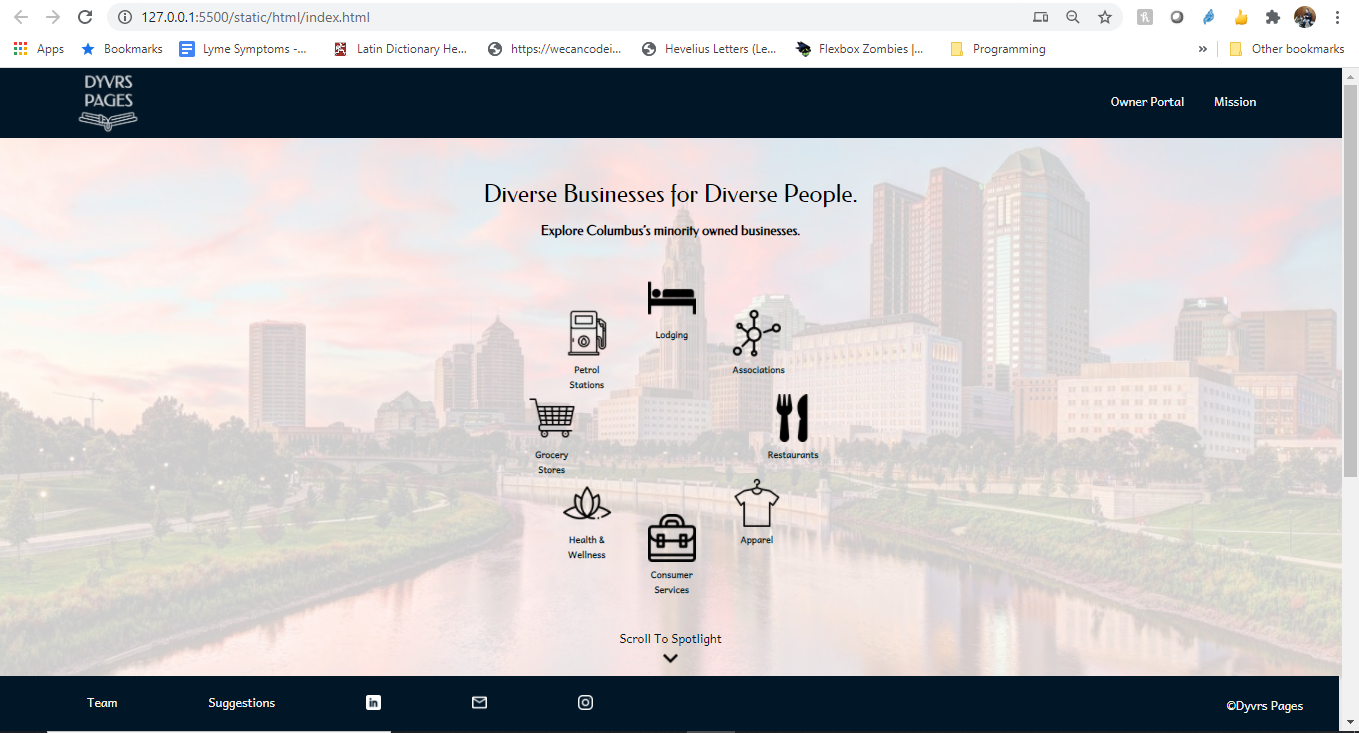 127.0.0.1:5500/static/html/index.html
Apps Bookmarks Lyme Symptoms -... Latin Dictionary He... https://wecancodei... Hevelius Letters (Le... Flexbox Zombies |... Programming » Other bookmarks
DYVRS
PAGES
Owner Portal Mission
Diverse Businesses for Diverse People.
Explore Columbus's minority owned businesses.
Lodging
Petrol
Stations
Associations
Grocery
Stores
Restaurants
Health &
Wellness
Apparel
Consumer
Services
Scroll To Spotlight
Team Suggestions in ©Dyvrs Pages